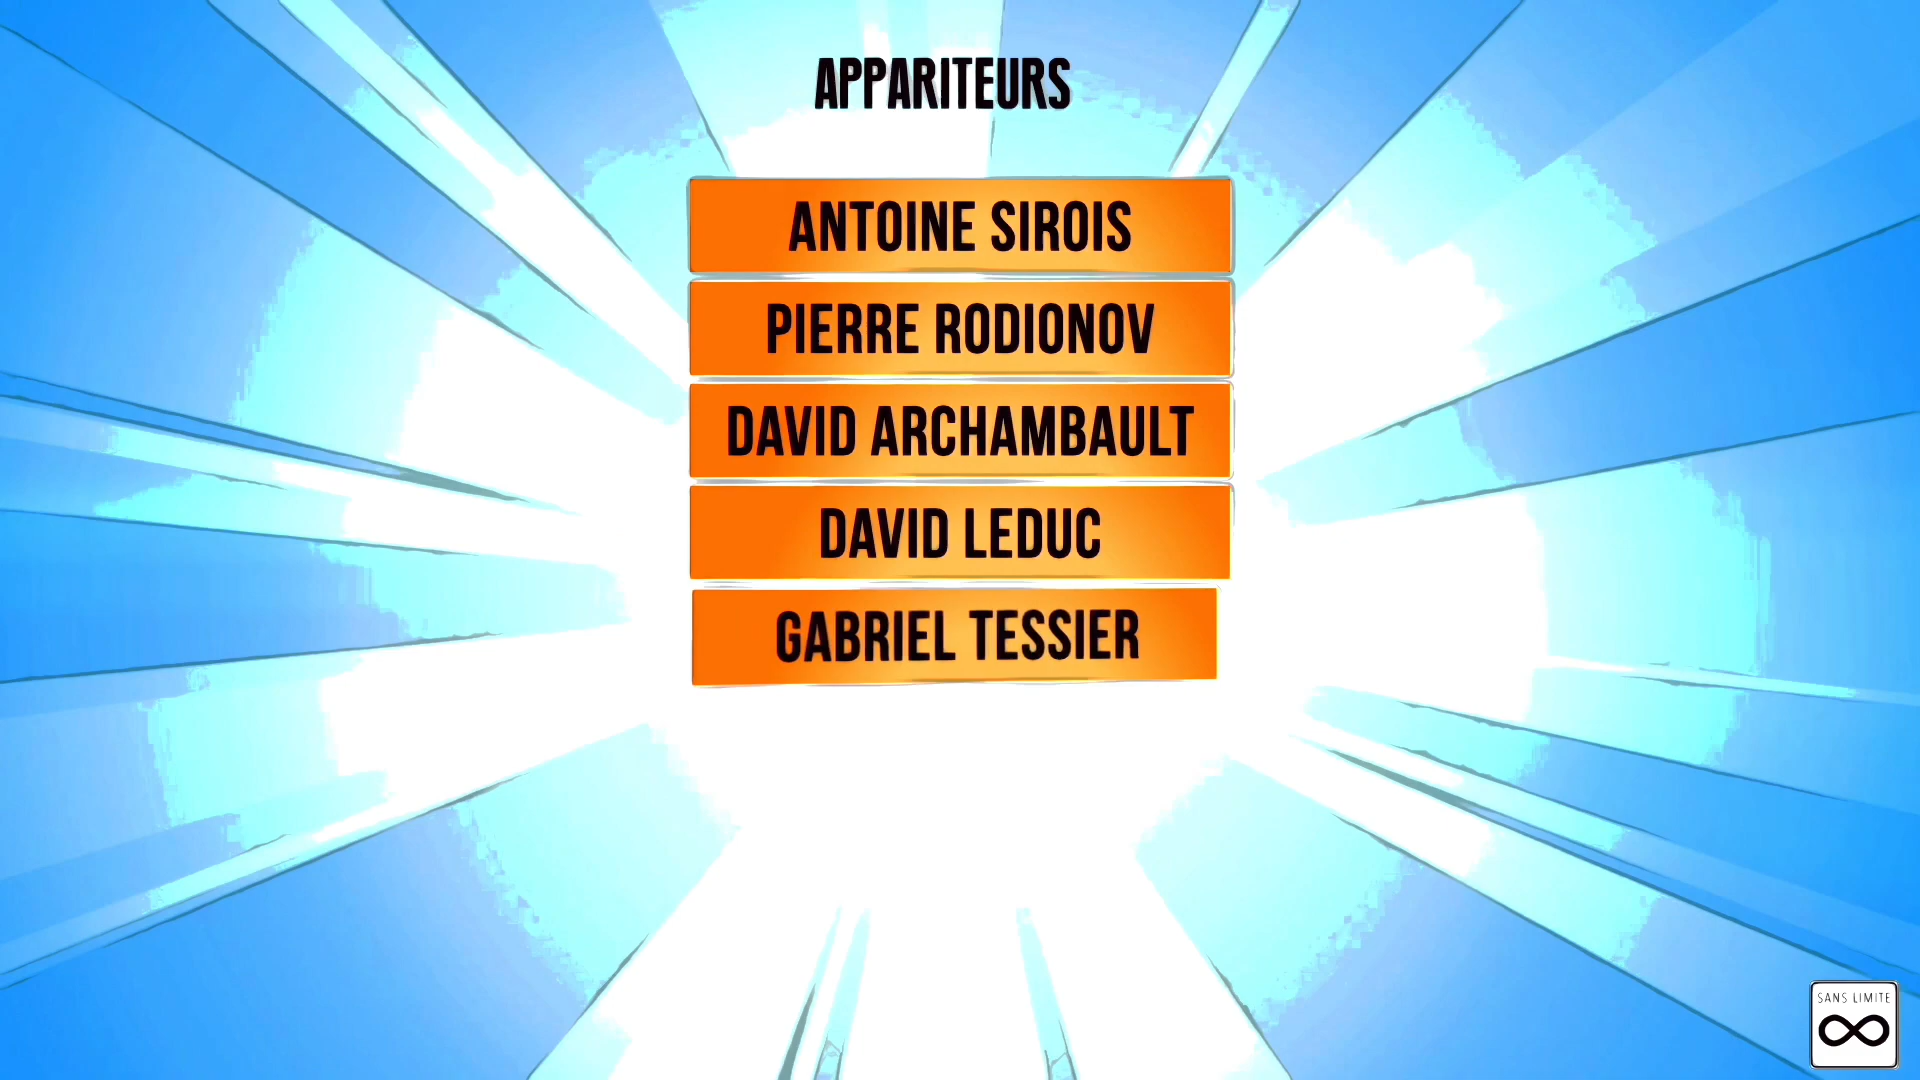 APPARITEURS
ANTOINE SIROIS
PIERRE RODIONOV
DAVID ARCHAMBAULT
DAVID LEDUC
GABRIEL TESSIER
SANS LIMITE